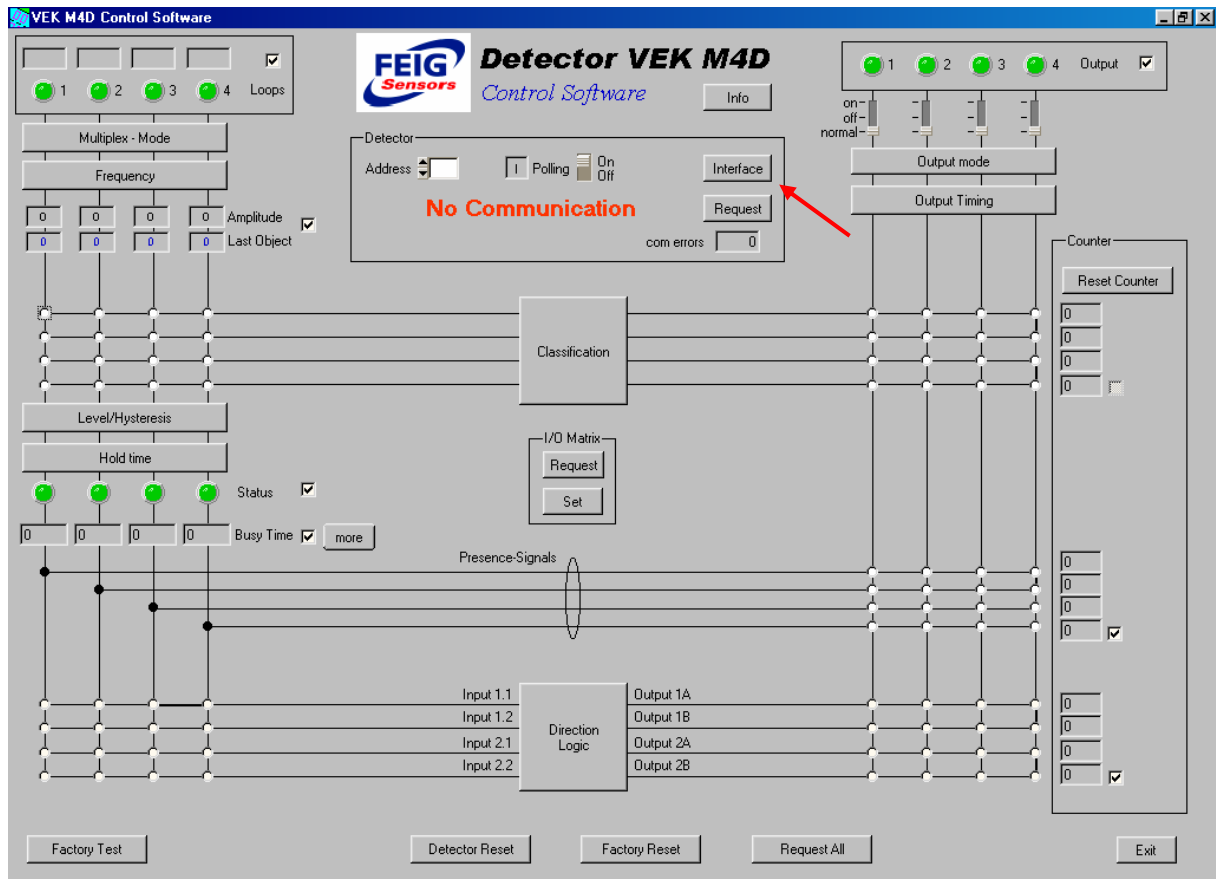 VEK M4D Control Software
1 2 3 4 Loops
Multiplex - Mode
Frequency
0 0 0 0 Amplitude
0 0 0 0 Last Object
FEIG
Sensors
Detector VEK M4D
Control Software
Info
Detector
Address
I Polling On
Off
Interface
No Communication
Request
com errors 0
1 2 3 4 Output
on
off
normal
Output mode
Output Timing
Counter
Reset Counter
0
0
0
0
Classification
Level/Hysteresis
Hold time
Status
0 0 0 0 Busy Time more
I/O Matrix
Request
Set
Presence-Signals
0
0
0
0
Input 1.1
Input 1.2
Input 2.1
Input 2.2
Direction
Logic
Output 1A
Output 1B
Output 2A
Output 2B
0
0
0
0
Factory Test
Detector Reset
Factory Reset
Request All
Exit